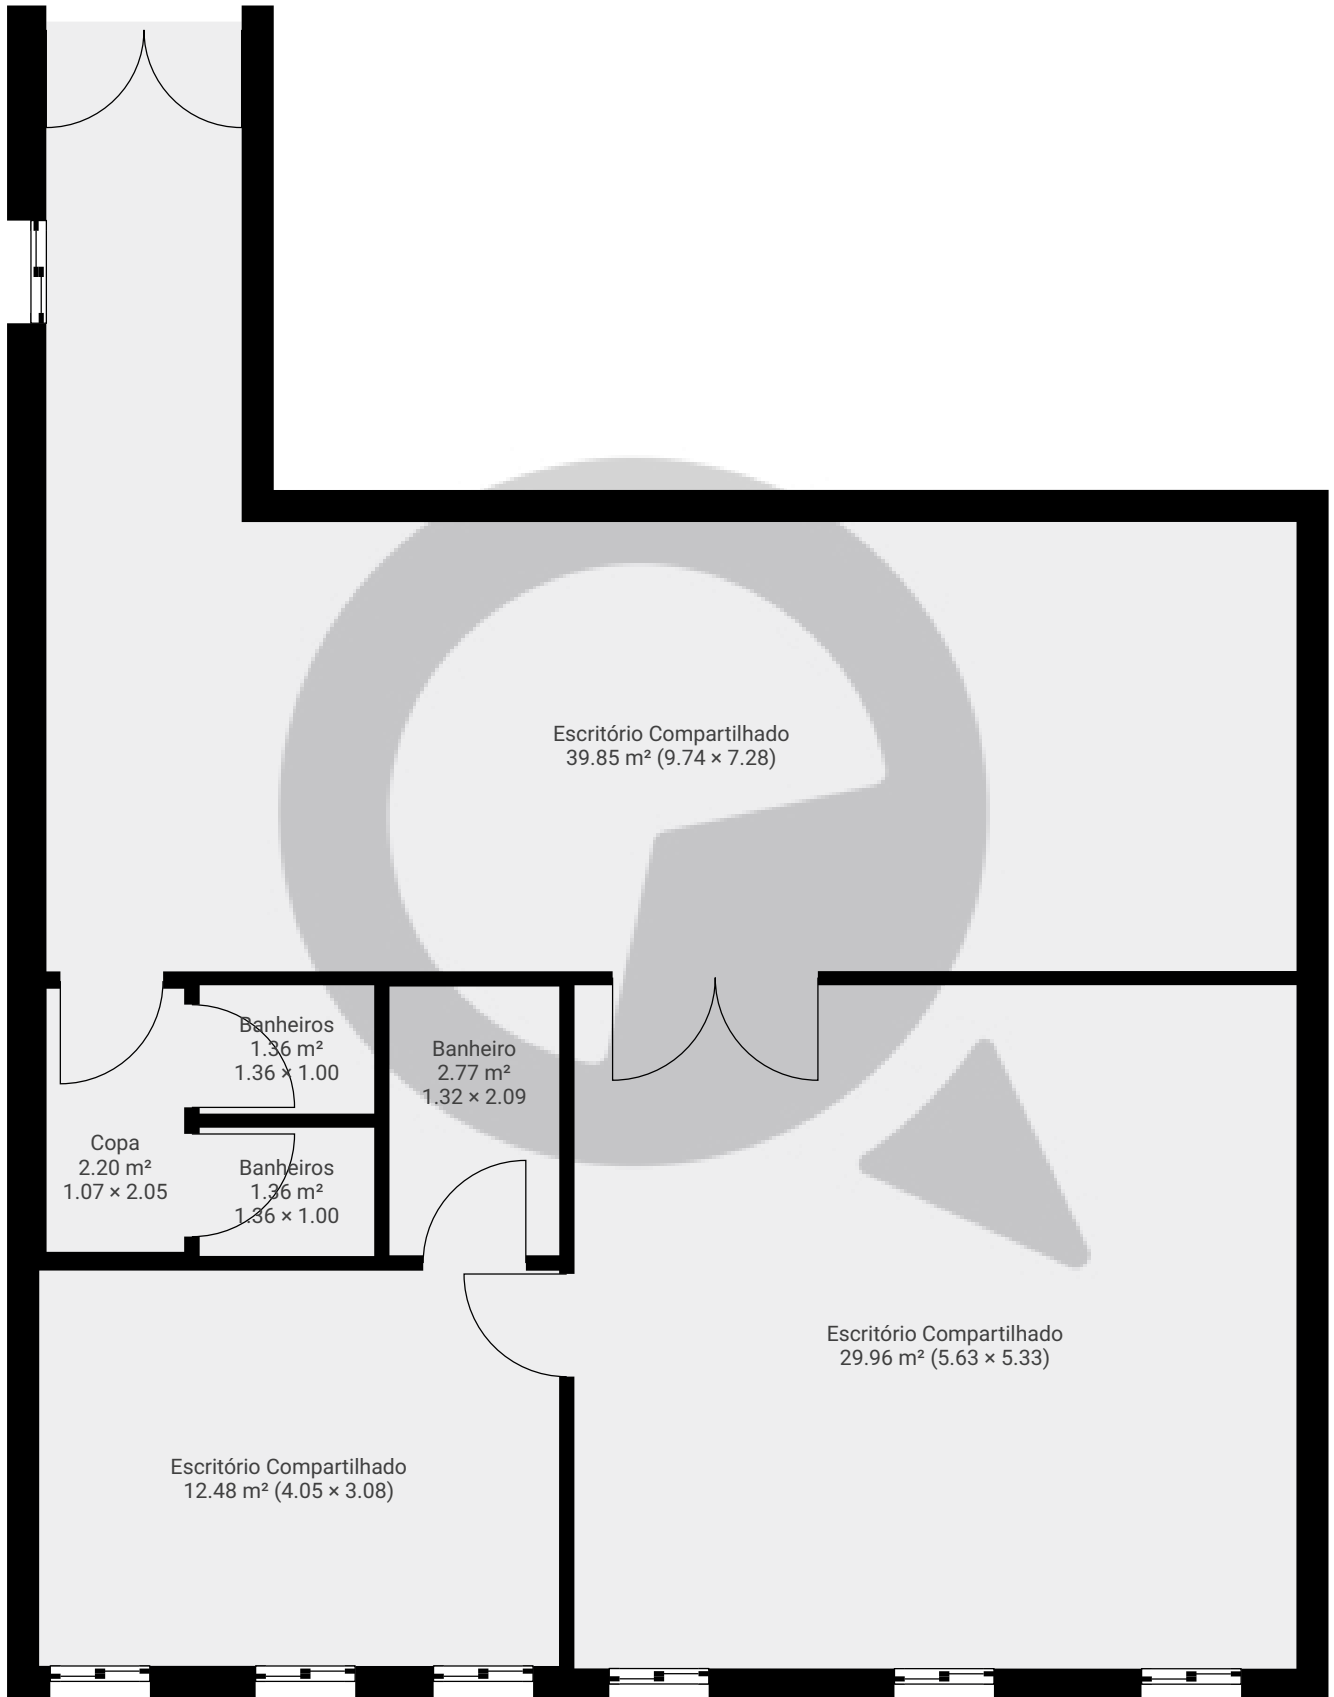 Escritório Compartilhado
39.85 m² (9.74 × 7.28)
Banheiros
1.36 m²
1.36 × 1.00
Banheiro
2.77 m²
1.32 × 2.09
Copa
2.20 m²
1.07 × 2.05
Banheiros
1.36 m²
1.36 × 1.00
Escritório Compartilhado
29.96 m² (5.63 × 5.33)
Escritório Compartilhado
12.48 m² (4.05 × 3.08)